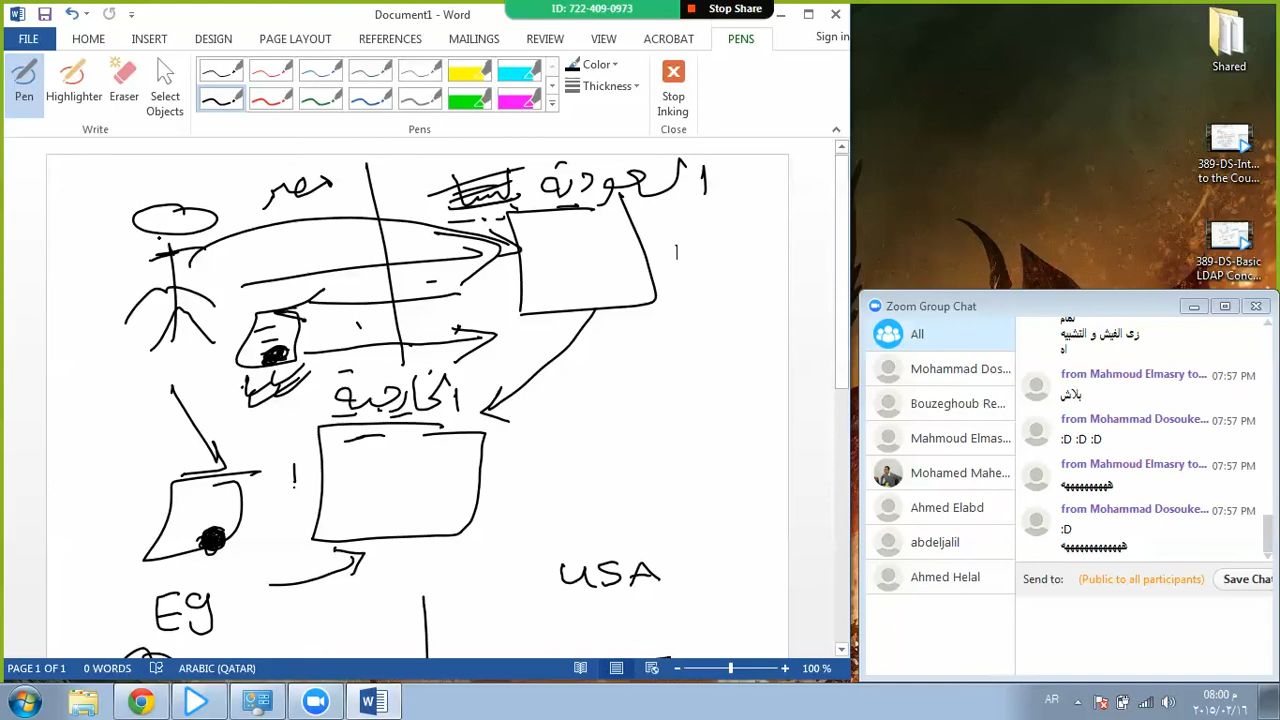 Document1 - Word
ID: 722-409-0973
Stop Share
FILE HOME INSERT DESIGN PAGE LAYOUT REFERENCES MAILINGS REVIEW VIEW ACROBAT PENS Sign in
Pen Highlighter Eraser Select Objects
Color
Thickness
Stop Inking
Write Pens Close
مصر
السعودية
الخارجية
USA
Eg
PAGE 1 OF 1 0 WORDS ARABIC (QATAR) 100 %
Shared
389-DS-Int... to the Cou...
389-DS-Basic LDAP Conc...
Zoom Group Chat
All
Mohammad Dos...
Bouzeghoub Re...
Mahmoud Elmas...
Mohamed Mahe...
Ahmed Elabd
abdeljalil
Ahmed Helal
تمام
زى الفيش و التشبيه
اه
from Mahmoud Elmasry to... 07:57 PM
بلاش
from Mohammad Dosouke... 07:57 PM
:D :D :D
from Mahmoud Elmasry to... 07:57 PM
from Mohammad Dosouke... 07:57 PM
:D
Send to: (Public to all participants) Save Cha
AR
08:00 م
٢٠١٥/٠٢/١٦